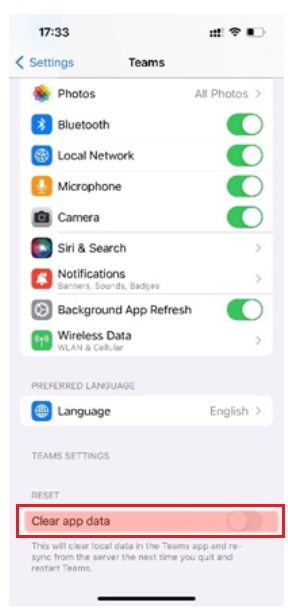 17:33
Settings
Teams
Photos
All Photos
Bluetooth
Local Network
Microphone
Camera
Siri & Search
Notifications
Banners, Sounds, Badges
Background App Refresh
Wireless Data
WLAN & Cellular
PREFERRED LANGUAGE
Language
English
TEAMS SETTINGS
RESET
Clear app data
This will clear local data in the Teams app and re-
sync from the server the next time you quit and
restart Teams.